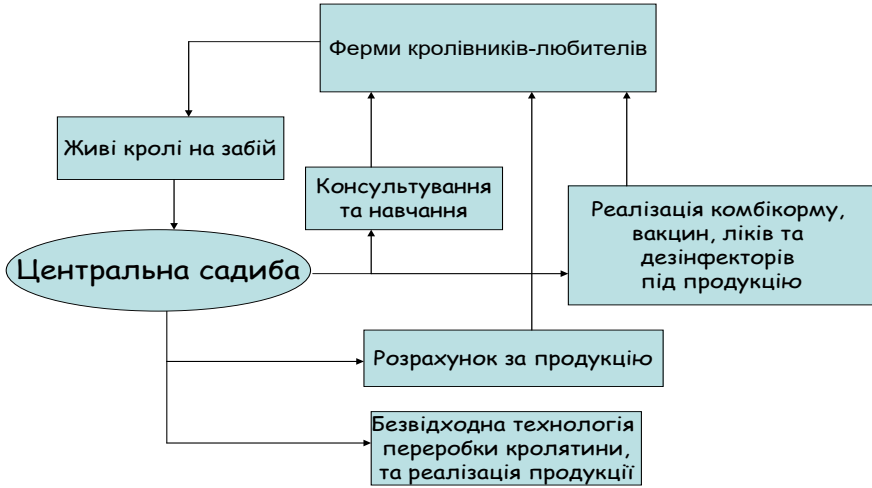 Ферми кролівників-любителів
Живі кролі на забій
Консультування
та навчання
Реалізація комбікорму,
вакцин, ліків та
дезінфекторів
під продукцію
Центральна садиба
Розрахунок за продукцію
Безвідходна технологія
переробки кролятини,
та реалізація продукції